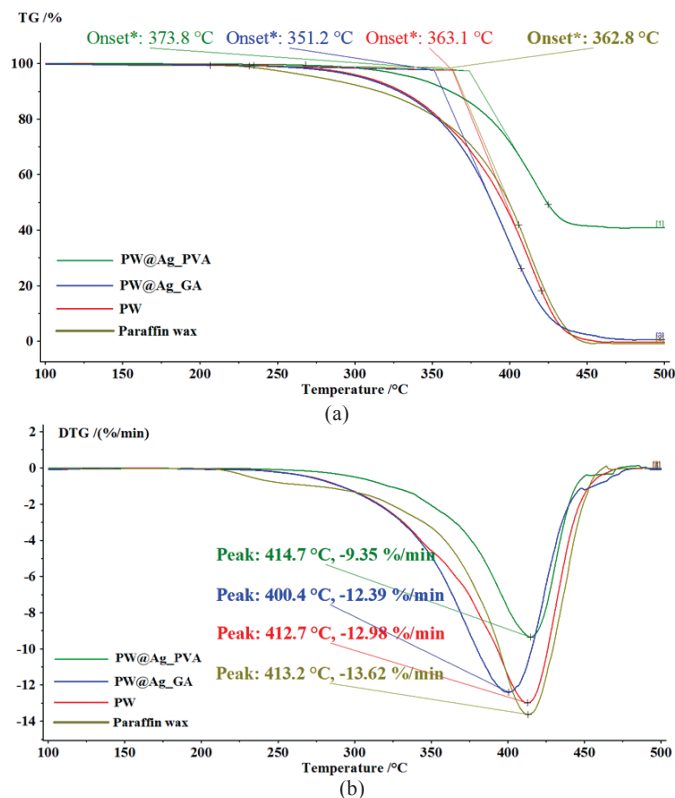 TG /%
Onset*: 373.8 °C Onset*: 351.2 °C Onset*: 363.1 °C Onset*: 362.8 °C
100
80
60
40
20
0
[1]
PW@Ag_PVA
PW@Ag_GA
PW
Paraffin wax
[3]
100 150 200 250 300 350 400 450 500
Temperature /°C
(a)
DTG /(%/min)
2
0
-2
-4
-6
-8
-10
-12
-14
Peak: 414.7 °C, -9.35 %/min
Peak: 400.4 °C, -12.39 %/min
Peak: 412.7 °C, -12.98 %/min
Peak: 413.2 °C, -13.62 %/min
PW@Ag_PVA
PW@Ag_GA
PW
Paraffin wax
100 150 200 250 300 350 400 450 500
Temperature /°C
(b)